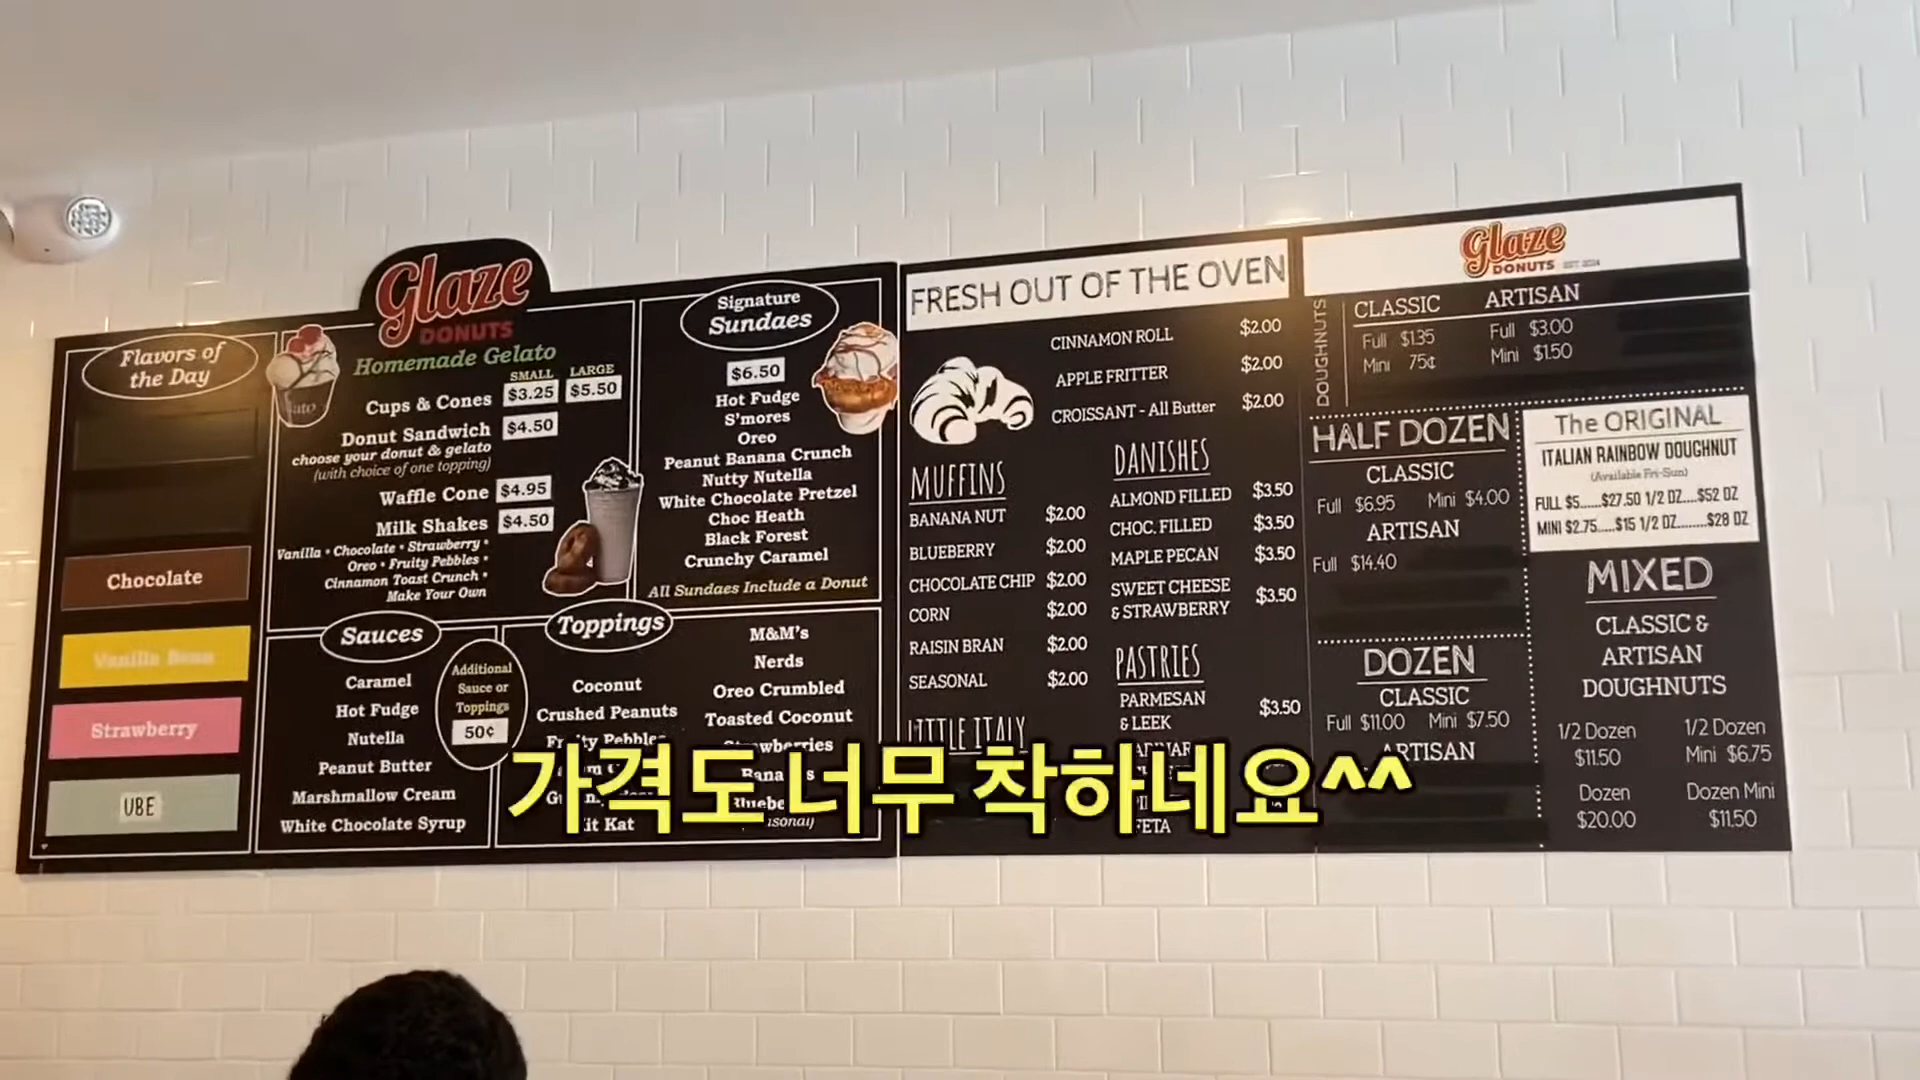 Flavors of
the Day
Chocolate
Vanilla Bean
Strawberry
UBE
Glaze
DONUTS
Homemade Gelato
SMALL LARGE
Cups & Cones $3.25 $5.50
Donut Sandwich $4.50
choose your donut & gelato
(with choice of one topping)
Waffle Cone $4.95
Milk Shakes $4.50
Vanilla • Chocolate • Strawberry •
Oreo • Fruity Pebbles •
Cinnamon Toast Crunch •
Make Your Own
Signature
Sundaes
$6.50
Hot Fudge
S'mores
Oreo
Peanut Banana Crunch
Nutty Nutella
White Chocolate Pretzel
Choc Heath
Black Forest
Crunchy Caramel
All Sundaes Include a Donut
Sauces
Caramel
Hot Fudge
Nutella
Peanut Butter
Marshmallow Cream
White Chocolate Syrup
Additional
Sauce or
Toppings
50¢
Toppings
Coconut
Crushed Peanuts
Fruity Pebbles
Kit Kat
M&M's
Nerds
Oreo Crumbled
Toasted Coconut
Strawberries
FRESH OUT OF THE OVEN
CINNAMON ROLL $2.00
APPLE FRITTER $2.00
CROISSANT - All Butter $2.00
MUFFINS
BANANA NUT $2.00
BLUEBERRY $2.00
CHOCOLATE CHIP $2.00
CORN $2.00
RAISIN BRAN $2.00
SEASONAL $2.00
LITTLE ITALY
DANISHES
ALMOND FILLED $3.50
CHOC. FILLED $3.50
MAPLE PECAN $3.50
SWEET CHEESE
& STRAWBERRY $3.50
PASTRIES
PARMESAN
& LEEK $3.50
FETA
Glaze
DONUTS
DOUGHNUTS
CLASSIC ARTISAN
Full $1.35 Full $3.00
Mini 75¢ Mini $1.50
HALF DOZEN
CLASSIC
Full $6.95 Mini $4.00
ARTISAN
Full $14.40
DOZEN
CLASSIC
Full $11.00 Mini $7.50
ARTISAN
The ORIGINAL
ITALIAN RAINBOW DOUGHNUT
(Available Fri-Sun)
FULL $5......$27.50 1/2 DZ....$52 DZ
MINI $2.75.....$15 1/2 DZ........$28 DZ
MIXED
CLASSIC &
ARTISAN
DOUGHNUTS
1/2 Dozen 1/2 Dozen
$11.50 Mini $6.75
Dozen Dozen Mini
$20.00 $11.50
가격도 너무 착하네요^^